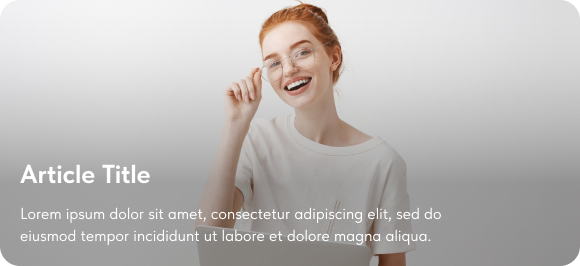 Article Title
Lorem ipsum dolor sit amet, consectetur adipiscing elit, sed do
eiusmod tempor incididunt ut labore et dolore magna aliqua.